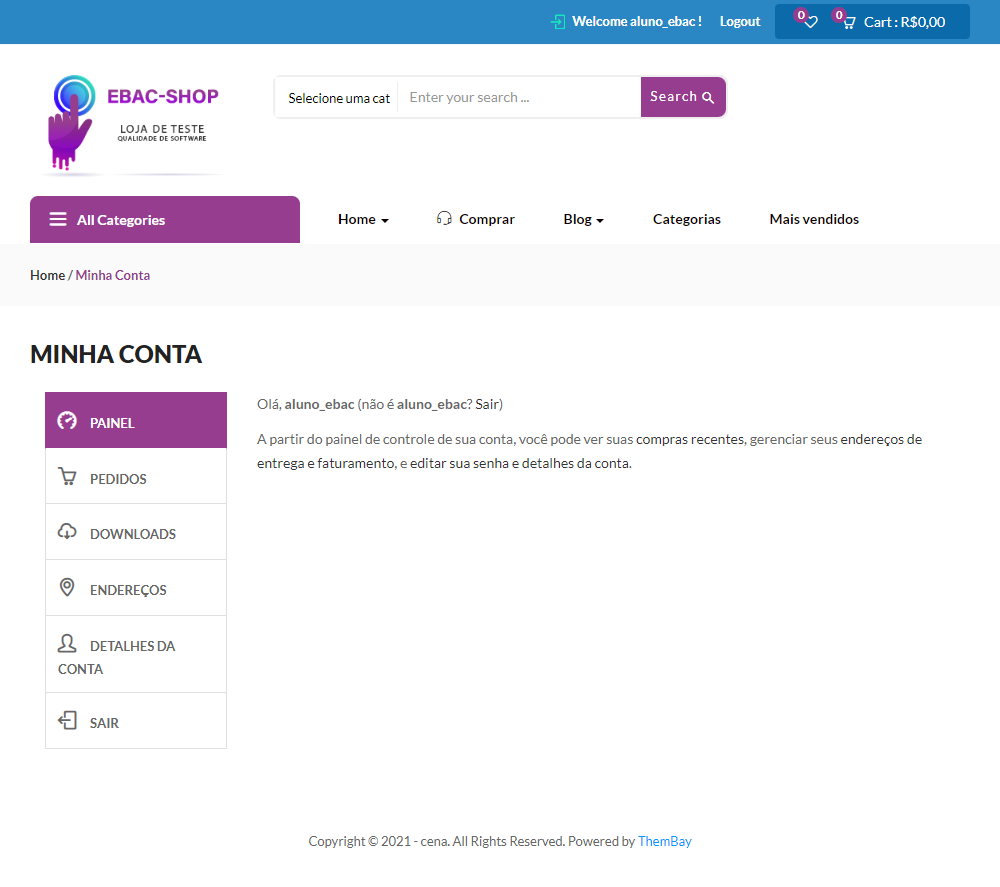 Welcome aluno_ebac ! Logout 0 0 Cart : R$0,00
EBAC-SHOP
LOJA DE TESTE
QUALIDADE DE SOFTWARE
Selecione uma cat Enter your search ... Search
All Categories Home Comprar Blog Categorias Mais vendidos
Home / Minha Conta
MINHA CONTA
PAINEL
PEDIDOS
DOWNLOADS
ENDEREÇOS
DETALHES DA
CONTA
SAIR
Olá, aluno_ebac (não é aluno_ebac? Sair)
A partir do painel de controle de sua conta, você pode ver suas compras recentes, gerenciar seus endereços de
entrega e faturamento, e editar sua senha e detalhes da conta.
Copyright © 2021 - cena. All Rights Reserved. Powered by ThemBay